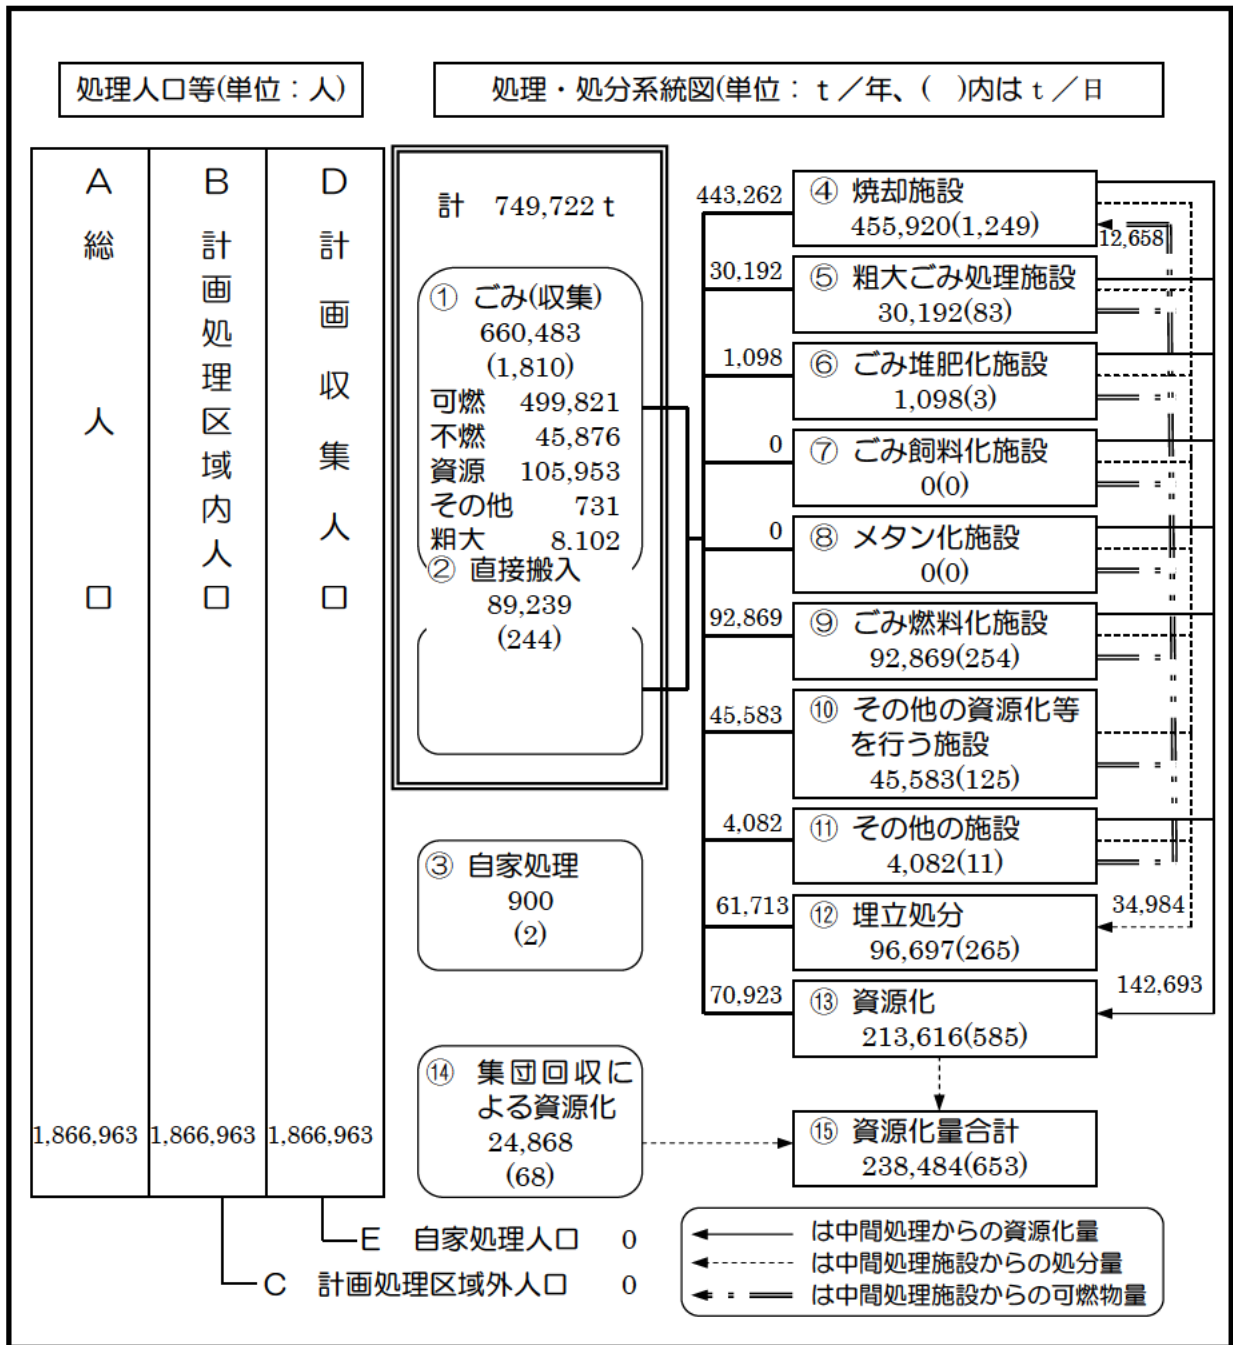 処理人口等(単位：人)
処理・処分系統図(単位：ｔ／年、(　)内はｔ／日
A 総人口
1,866,963
B 計画処理区域内人口
1,866,963
D 計画収集人口
1,866,963
E 自家処理人口 0
C 計画処理区域外人口 0
計 749,722ｔ
① ごみ(収集)
660,483
(1,810)
可燃 499,821
不燃 45,876
資源 105,953
その他 731
粗大 8,102
② 直接搬入
89,239
(244)
③ 自家処理
900
(2)
⑭ 集団回収に
よる資源化
24,868
(68)
443,262
④ 焼却施設
455,920(1,249)
12,658
30,192
⑤ 粗大ごみ処理施設
30,192(83)
1,098
⑥ ごみ堆肥化施設
1,098(3)
0
⑦ ごみ飼料化施設
0(0)
0
⑧ メタン化施設
0(0)
92,869
⑨ ごみ燃料化施設
92,869(254)
45,583
⑩ その他の資源化等
を行う施設
45,583(125)
4,082
⑪ その他の施設
4,082(11)
61,713
⑫ 埋立処分
96,697(265)
34,984
70,923
⑬ 資源化
213,616(585)
142,693
⑮ 資源化量合計
238,484(653)
は中間処理からの資源化量
は中間処理施設からの処分量
は中間処理施設からの可燃物量